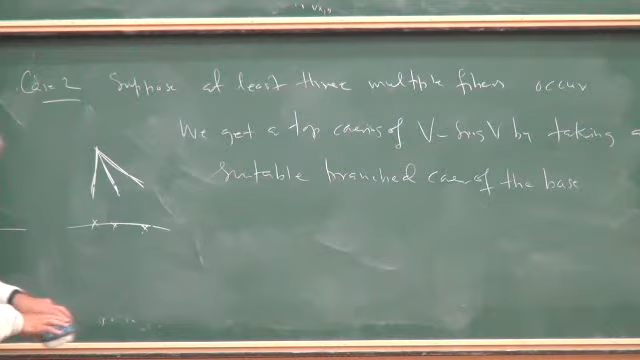 Case 2 Suppose at least three multiple fibers occur
We get a top covering of V-Sing V by taking a
suitable branched cover of the base